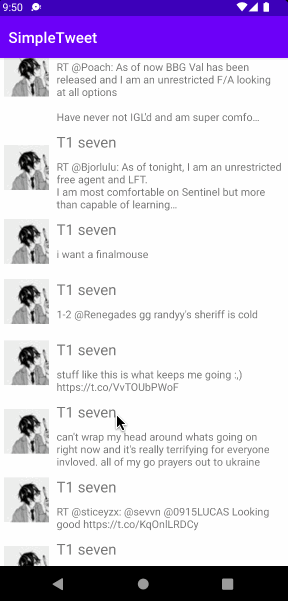 9:50
SimpleTweet
RT @Poach: As of now BBG Val has been
released and I am an unrestricted F/A looking
at all options
Have never not IGL'd and am super comfo…
T1 seven
RT @Bjorlulu: As of tonight, I am an unrestricted
free agent and LFT.
I am most comfortable on Sentinel but more
than capable of learning…
T1 seven
i want a finalmouse
T1 seven
1-2 @Renegades gg randyy's sheriff is cold
T1 seven
stuff like this is what keeps me going :,)
https://t.co/VvTOUbPWoF
T1 seven
can't wrap my head around whats going on
right now and it's really terrifying for everyone
invloved. all of my go prayers out to ukraine
T1 seven
RT @sticeyzx: @sevvn @0915LUCAS Looking
good https://t.co/KqOnlLRDCy
T1 seven